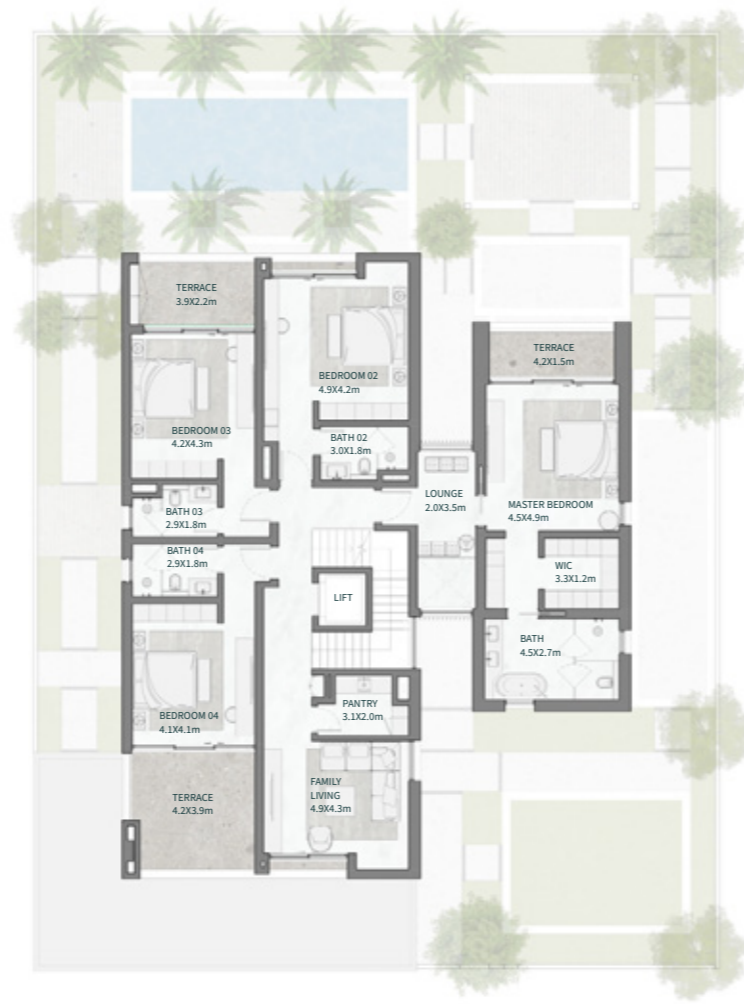 TERRACE
3.9X2.2m
BEDROOM 02
4.9X4.2m
TERRACE
4.2X1.5m
BEDROOM 03
4.2X4.3m
BATH 02
3.0X1.8m
LOUNGE
2.0X3.5m
MASTER BEDROOM
4.5X4.9m
BATH 03
2.9X1.8m
BATH 04
2.9X1.8m
WIC
3.3X1.2m
LIFT
BATH
4.5X2.7m
BEDROOM 04
4.1X4.1m
PANTRY
3.1X2.0m
TERRACE
4.2X3.9m
FAMILY
LIVING
4.9X4.3m